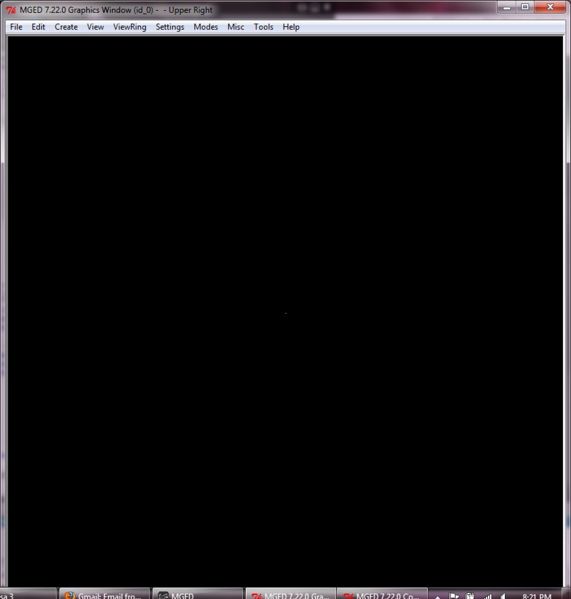 MGED 7.22.0 Graphics Window (id_0) - - Upper Right
File Edit Create View ViewRing Settings Modes Misc Tools Help
sa 3 Gmail: Email fro... MGED MGED 7.22.0 Gra... MGED 7.22.0 Co... 8:21 PM